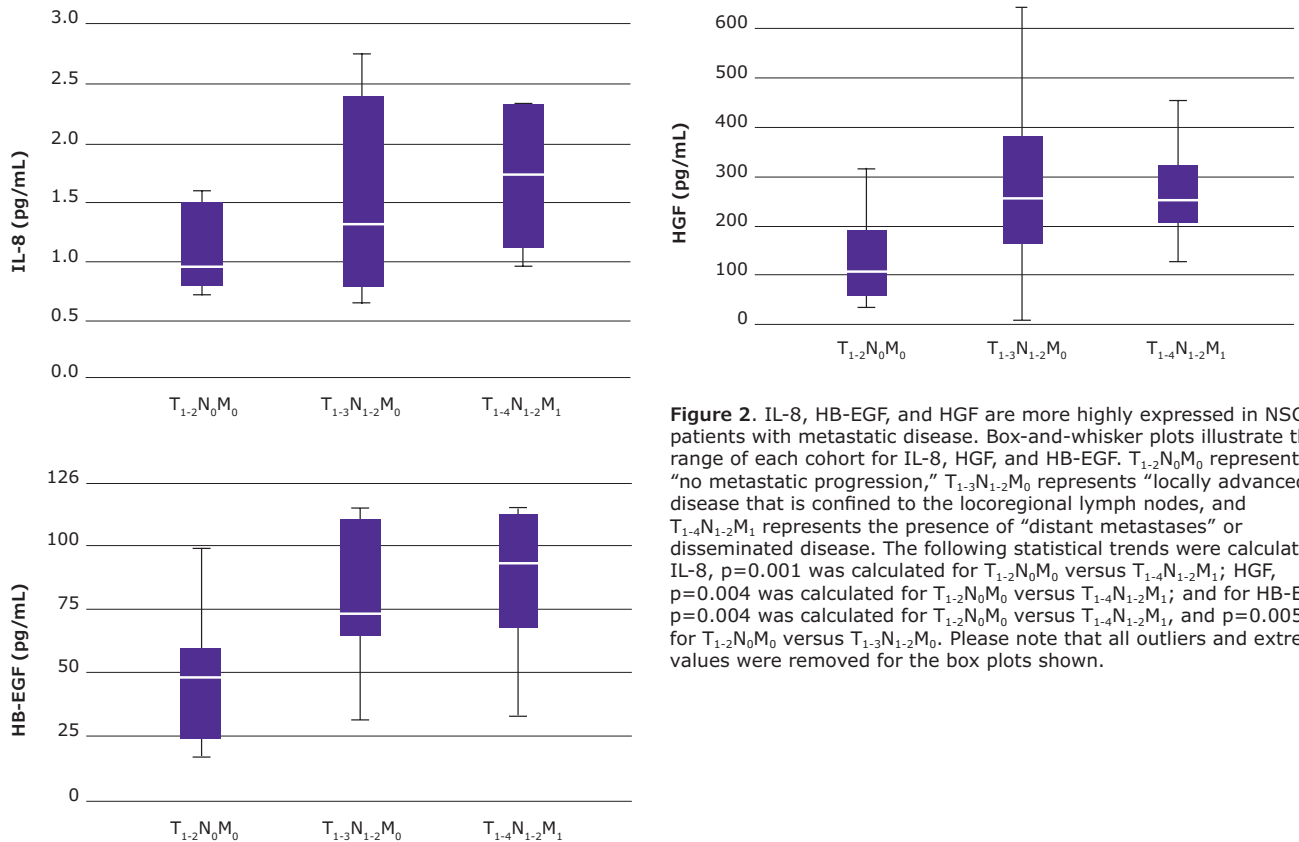 3.0
2.5
2.0
1.5
1.0
0.5
0.0
IL-8 (pg/mL)
T₁₋₂N₀M₀ T₁₋₃N₁₋₂M₀ T₁₋₄N₁₋₂M₁
126
100
75
50
25
0
HB-EGF (pg/mL)
T₁₋₂N₀M₀ T₁₋₃N₁₋₂M₀ T₁₋₄N₁₋₂M₁
600
500
400
300
200
100
0
HGF (pg/mL)
T₁₋₂N₀M₀ T₁₋₃N₁₋₂M₀ T₁₋₄N₁₋₂M₁
Figure 2. IL-8, HB-EGF, and HGF are more highly expressed in
patients with metastatic disease. Box-and-whisker plots illustrate
range of each cohort for IL-8, HGF, and HB-EGF. T₁₋₂N₀M₀
“no metastatic progression,” T₁₋₃N₁₋₂M₀ represents “locally advanced
disease that is confined to the locoregional lymph nodes, and
T₁₋₄N₁₋₂M₁ represents the presence of “distant metastases” or
disseminated disease. The following statistical trends were
IL-8, p=0.001 was calculated for T₁₋₂N₀M₀ versus T₁₋₄N₁₋₂M₁; HGF,
p=0.004 was calculated for T₁₋₂N₀M₀ versus T₁₋₄N₁₋₂M₁; and for
p=0.004 was calculated for T₁₋₂N₀M₀ versus T₁₋₄N₁₋₂M₁, and p=0.005
for T₁₋₂N₀M₀ versus T₁₋₃N₁₋₂M₀. Please note that all outliers and
values were removed for the box plots shown.